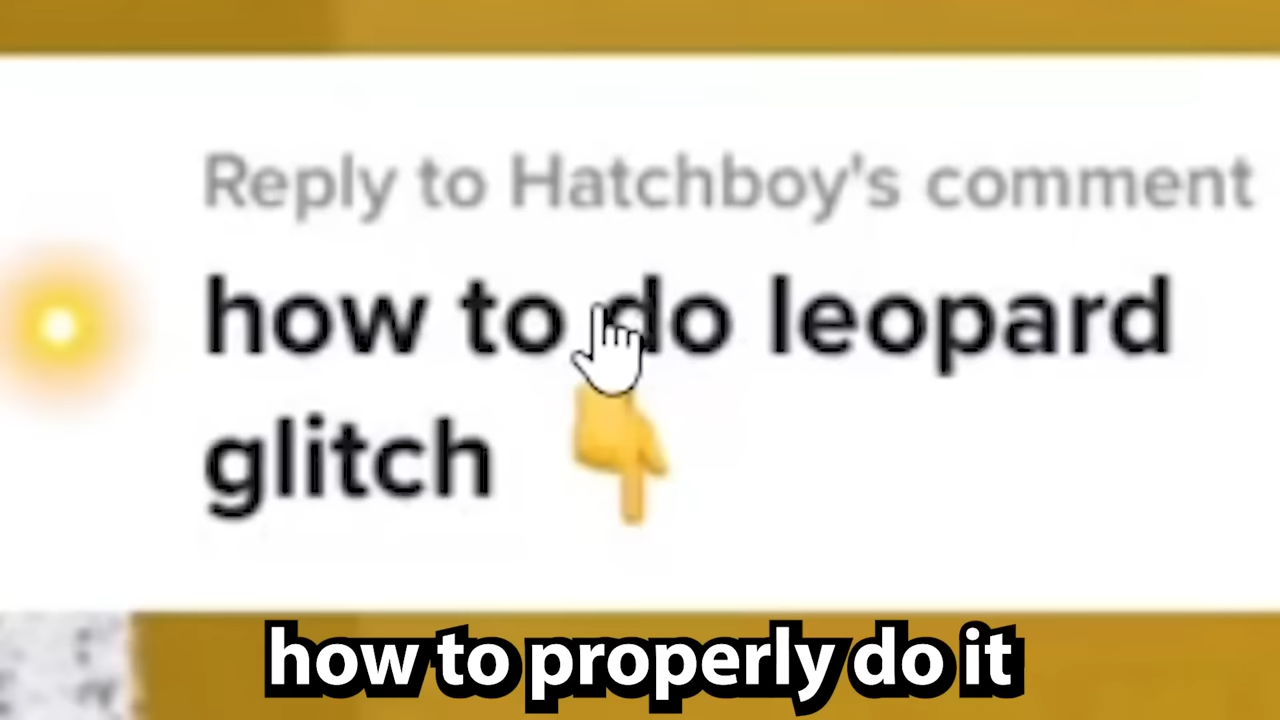 Reply to Hatchboy's comment
how to do leopard
glitch 👇
how to properly do it